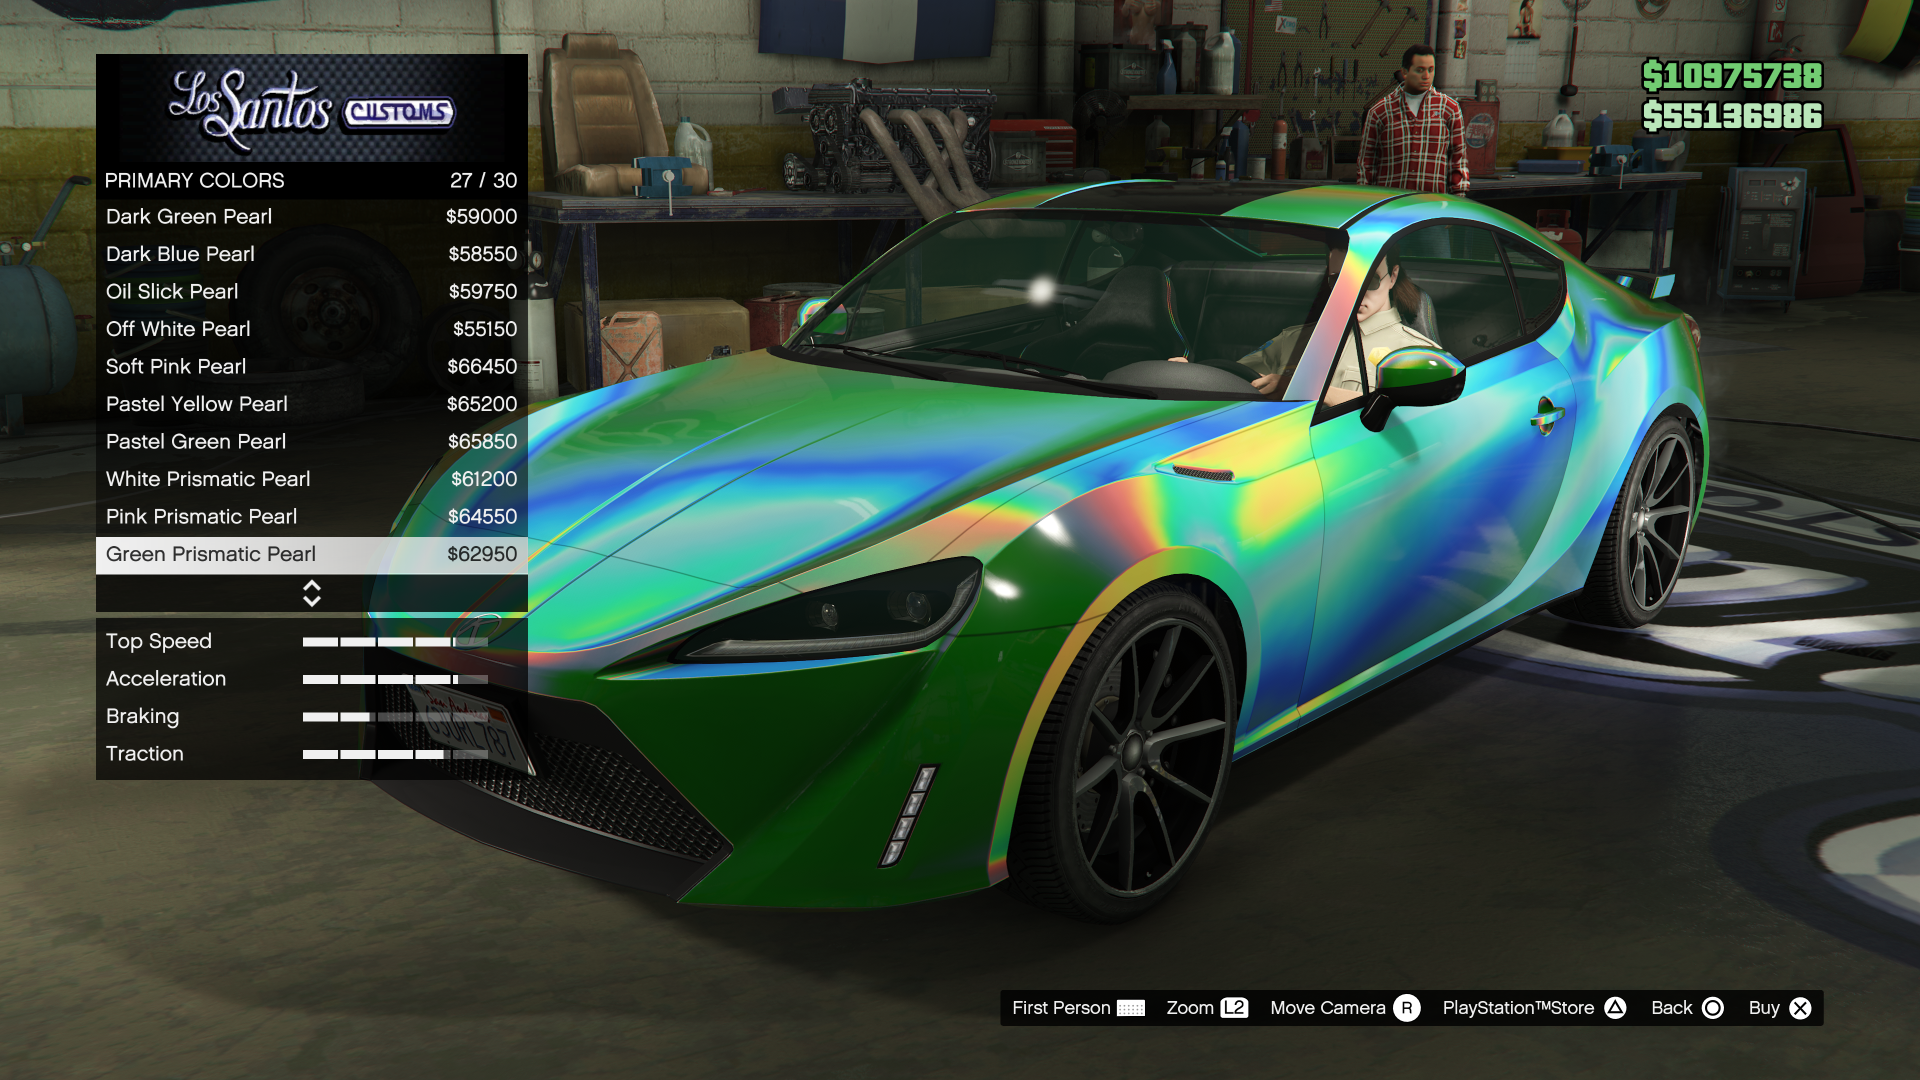 Los Santos CUSTOMS
$10975738
$55136986
PRIMARY COLORS 27 / 30
Dark Green Pearl $59000
Dark Blue Pearl $58550
Oil Slick Pearl $59750
Off White Pearl $55150
Soft Pink Pearl $66450
Pastel Yellow Pearl $65200
Pastel Green Pearl $65850
White Prismatic Pearl $61200
Pink Prismatic Pearl $64550
Green Prismatic Pearl $62950
Top Speed
Acceleration
Braking
Traction
First Person Zoom L2 Move Camera R PlayStation™Store Back Buy